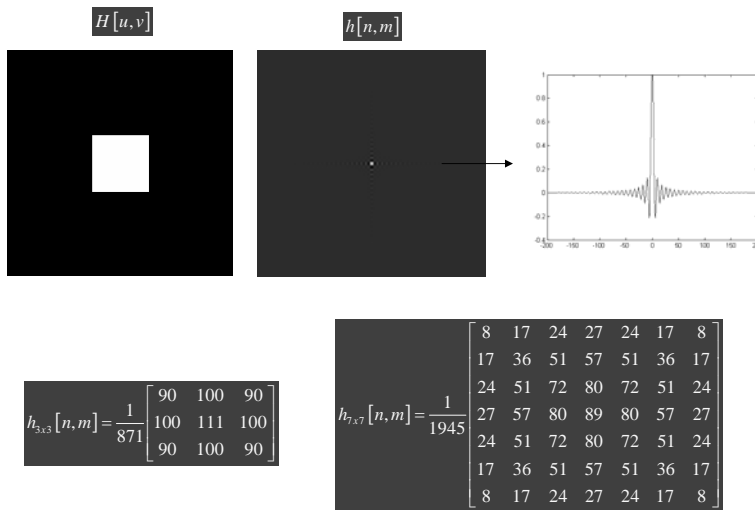 H[u,v]
h[n,m]
1
0.8
0.6
0.4
0.2
0
-0.2
-0.4
-200 -150 -100 -50 0 50 100 150
h3x3[n,m] = 1/871 [90 100 90
100 111 100
90 100 90]
h7x7[n,m] = 1/1945 [8 17 24 27 24 17 8
17 36 51 57 51 36 17
24 51 72 80 72 51 24
27 57 80 89 80 57 27
24 51 72 80 72 51 24
17 36 51 57 51 36 17
8 17 24 27 24 17 8]